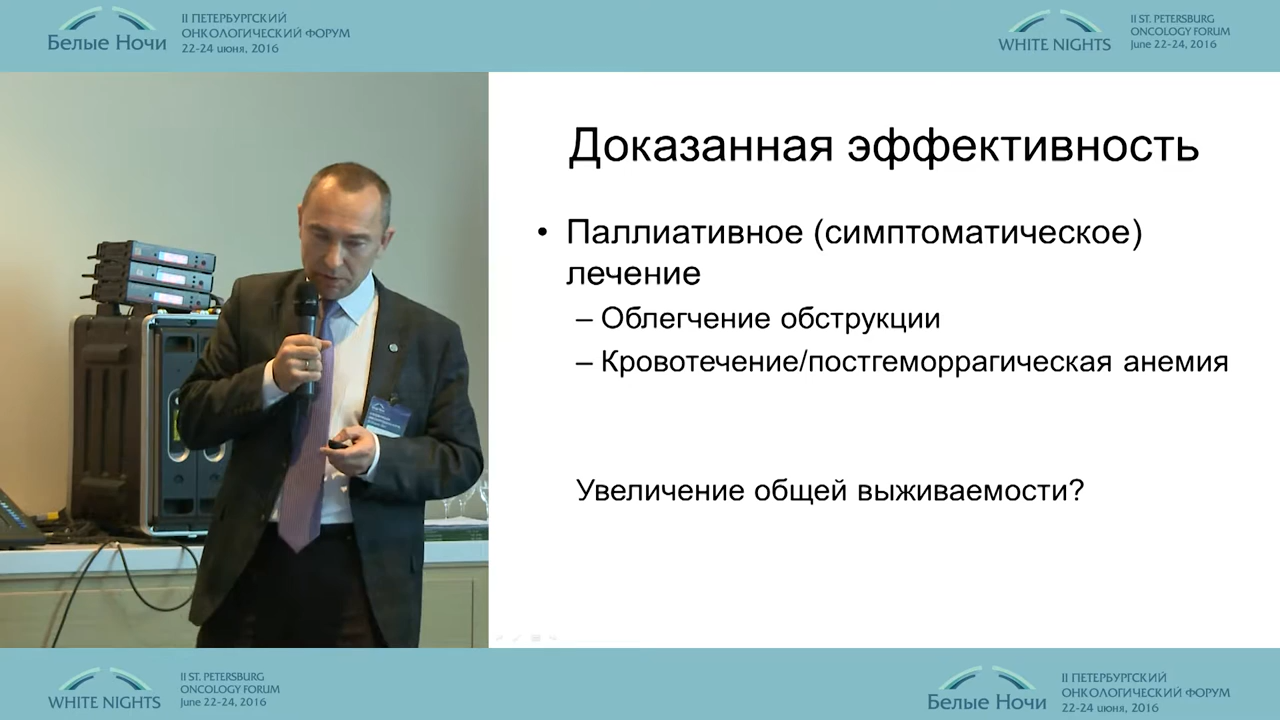 Белые Ночи
II ПЕТЕРБУРГСКИЙ
ОНКОЛОГИЧЕСКИЙ ФОРУМ
22-24 июня, 2016
WHITE NIGHTS
II ST. PETERSBURG
ONCOLOGY FORUM
June 22-24, 2016
Доказанная эффективность
• Паллиативное (симптоматическое)
лечение
– Облегчение обструкции
– Кровотечение/постгеморрагическая анемия
Увеличение общей выживаемости?
WHITE NIGHTS
II ST. PETERSBURG
ONCOLOGY FORUM
June 22-24, 2016
Белые Ночи
II ПЕТЕРБУРГСКИЙ
ОНКОЛОГИЧЕСКИЙ ФОРУМ
22-24 июня, 2016